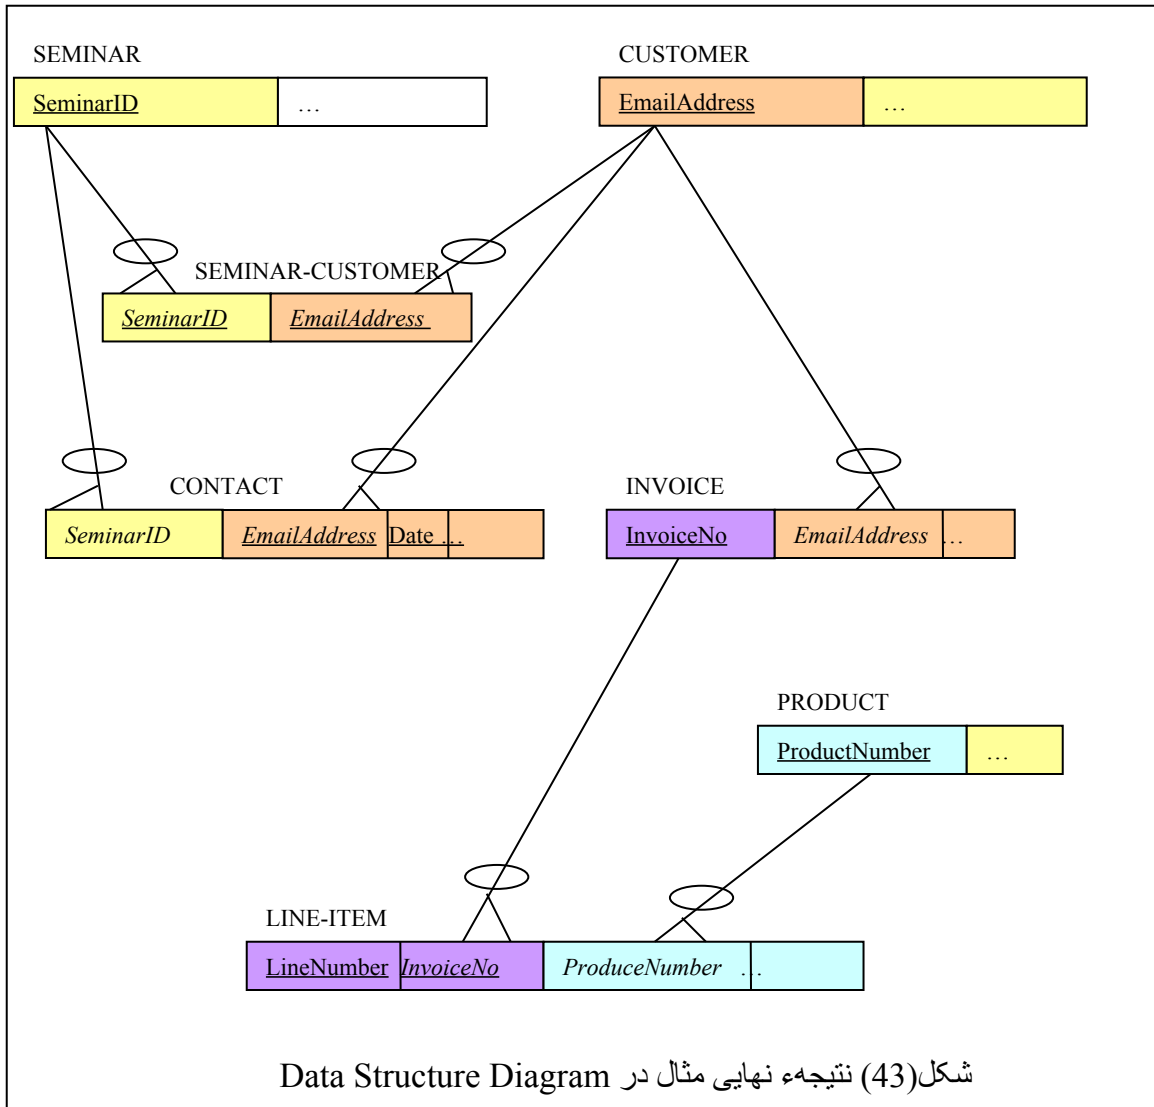 SEMINAR
CUSTOMER
SeminarID …
EmailAddress …
SEMINAR-CUSTOMER
SeminarID EmailAddress
CONTACT
INVOICE
SeminarID EmailAddress Date …
InvoiceNo EmailAddress …
PRODUCT
ProductNumber …
LINE-ITEM
LineNumber InvoiceNo ProduceNumber …
شکل(43) نتیجهء نهایی مثال در Data Structure Diagram